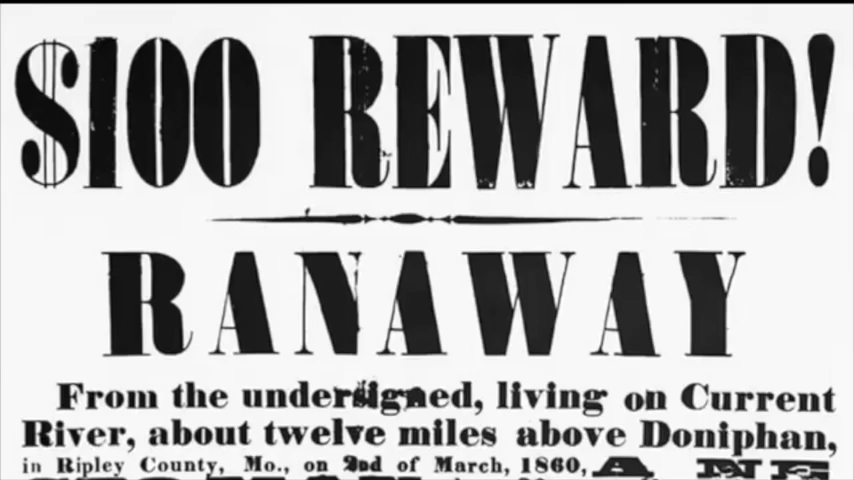 $100 REWARD!
RANAWAY
From the undersigned, living on Current
River, about twelve miles above Doniphan,
in Ripley County, Mo., on 2nd of March, 1860, A